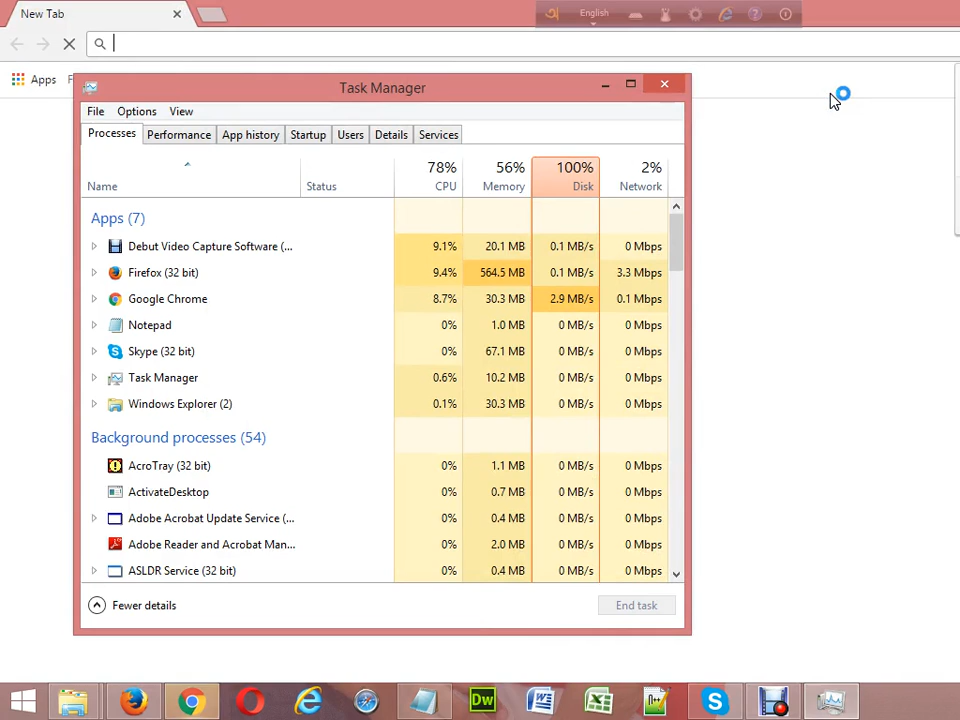 New Tab
English
Apps
Task Manager
File Options View
Processes Performance App history Startup Users Details Services
78% 56% 100% 2%
Name Status CPU Memory Disk Network
Apps (7)
Debut Video Capture Software (... 9.1% 20.1 MB 0.1 MB/s 0 Mbps
Firefox (32 bit) 9.4% 564.5 MB 0.1 MB/s 3.3 Mbps
Google Chrome 8.7% 30.3 MB 2.9 MB/s 0.1 Mbps
Notepad 0% 1.0 MB 0 MB/s 0 Mbps
Skype (32 bit) 0% 67.1 MB 0 MB/s 0 Mbps
Task Manager 0.6% 10.2 MB 0 MB/s 0 Mbps
Windows Explorer (2) 0.1% 30.3 MB 0 MB/s 0 Mbps
Background processes (54)
AcroTray (32 bit) 0% 1.1 MB 0 MB/s 0 Mbps
ActivateDesktop 0% 0.7 MB 0 MB/s 0 Mbps
Adobe Acrobat Update Service (... 0% 0.4 MB 0 MB/s 0 Mbps
Adobe Reader and Acrobat Man... 0% 2.0 MB 0 MB/s 0 Mbps
ASLDR Service (32 bit) 0% 0.4 MB 0 MB/s 0 Mbps
Fewer details End task
Dw